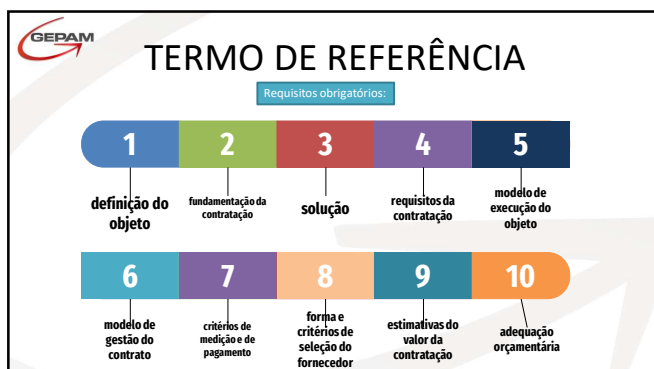 GEPAM
TERMO DE REFERÊNCIA
Requisitos obrigatórios:
1
2
3
4
5
definição do
objeto
fundamentação da
contratação
solução
requisitos da
contratação
modelo de
execução do
objeto
6
7
8
9
10
modelo de
gestão do
contrato
critérios de
medição e de
pagamento
forma e
critérios de
seleção do
fornecedor
estimativas do
valor da
contratação
adequação
orçamentária